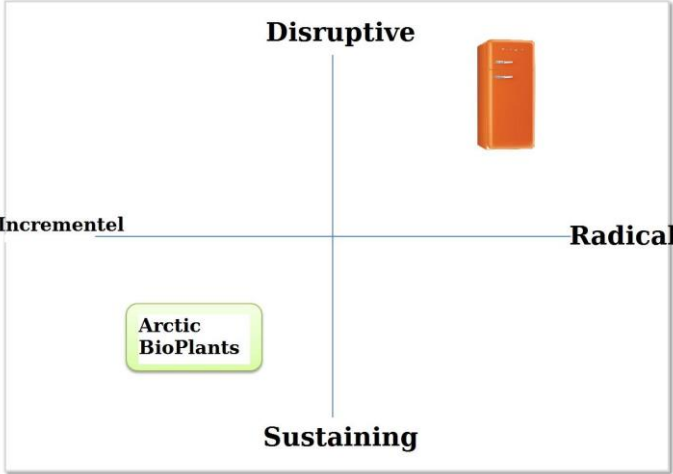 Disruptive
Incrementel
Radical
Arctic
BioPlants
Sustaining